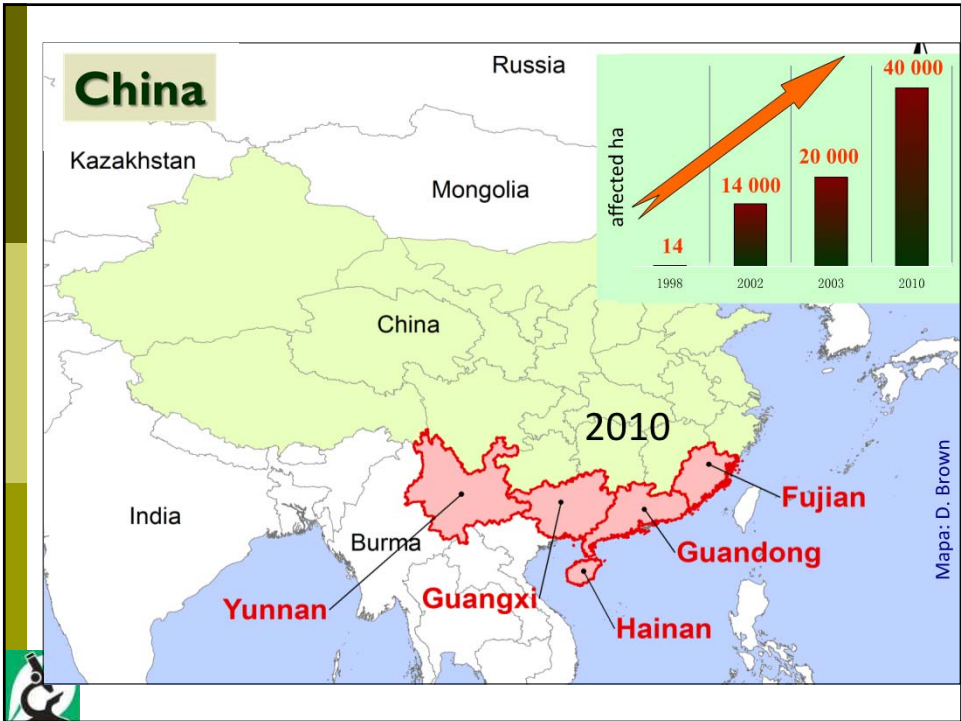 China
Russia
Kazakhstan
Mongolia
affected ha
14
14 000
20 000
40 000
1998
2002
2003
2010
China
2010
India
Burma
Fujian
Guandong
Guangxi
Yunnan
Hainan
Mapa: D. Brown